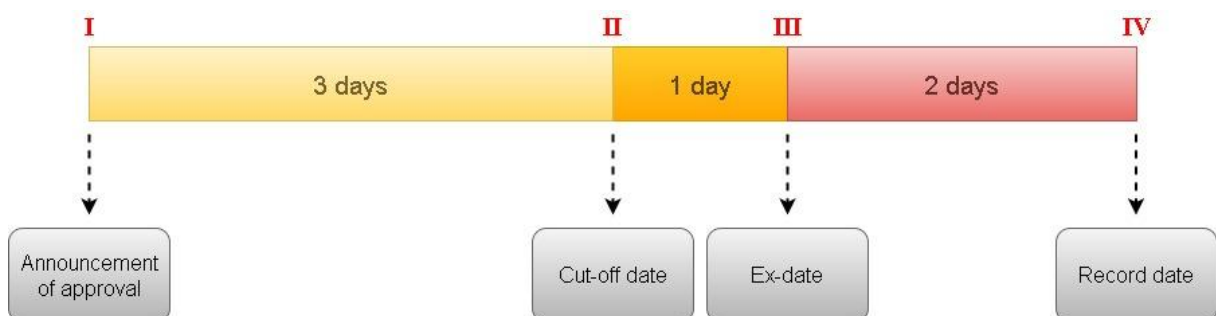 I
II
III
IV
3 days
1 day
2 days
Announcement
of approval
Cut-off date
Ex-date
Record date